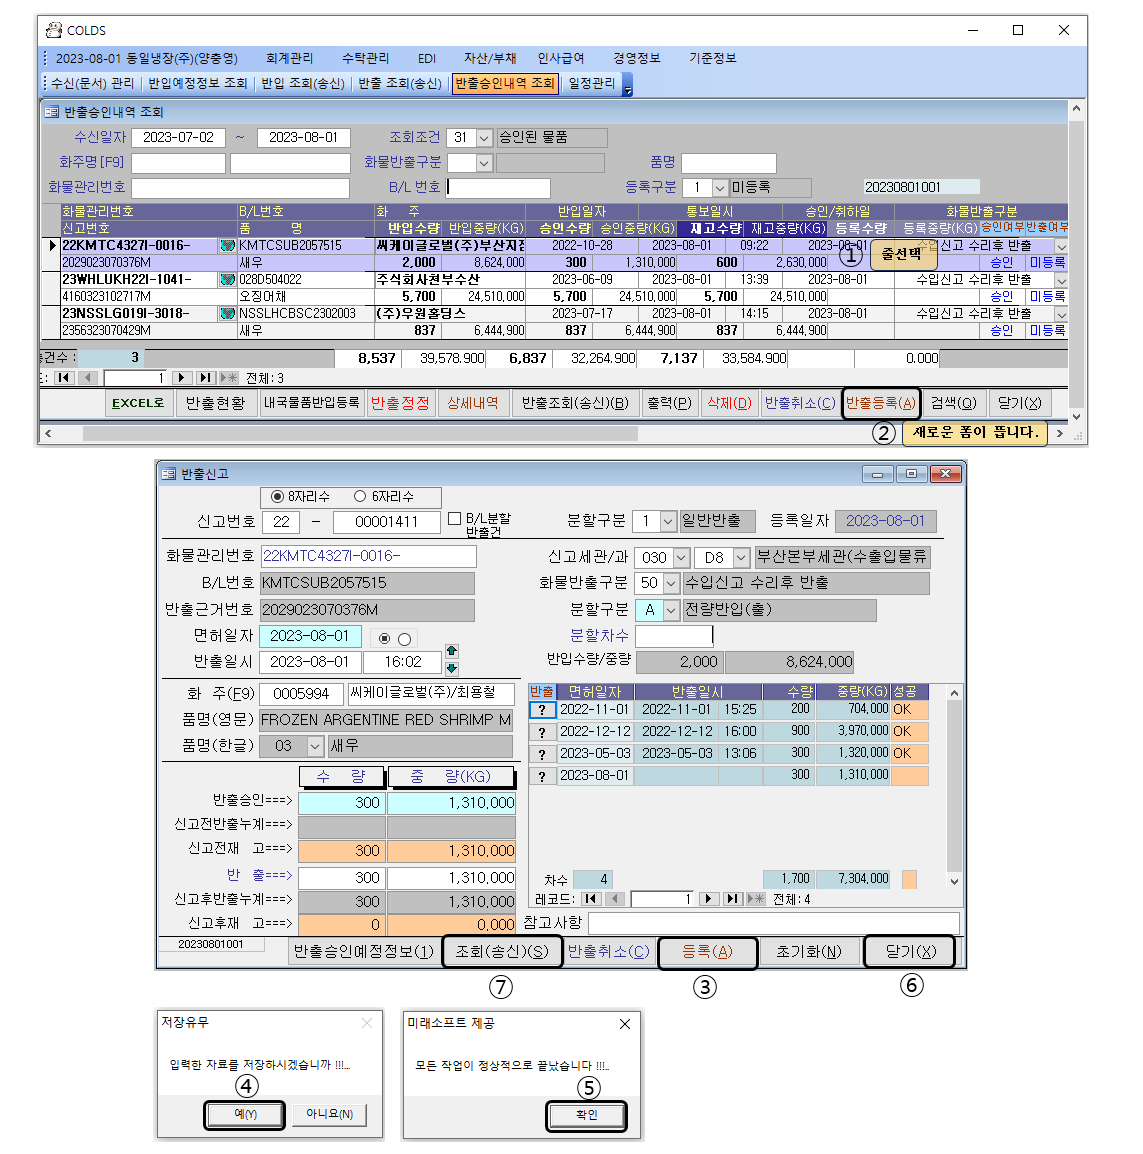 COLDS
2023-08-01 동일냉장(주)(양충영) 회계관리 수탁관리 EDI 자산/부채 인사급여 경영정보 기준정보
수신(문서) 관리 반입예정정보 조회 반입 조회(송신) 반출 조회(송신) 반출승인내역 조회 일정관리
반출승인내역 조회
수신일자 2023-07-02 ~ 2023-08-01 조회조건 31 승인된 물품
화주명[F9] 화물반출구분 품명
화물관리번호 B/L 번호 등록구분 1 미등록 20230801001
화물관리번호 B/L번호 화 주 반입일자 통보일시 승인/취하일 화물반출구분
신고번호 품 명 반입수량 반입중량(KG) 승인수량 승인중량(KG) 재고수량 재고중량(KG) 등록수량 등록중량(KG) 승인여부 반출여부
22KMTC4327I-0016- KMTCSUB2057515 씨케이글로벌(주)부산지점 2022-10-28 2023-08-01 09:22 2023-08-01 수입신고 수리후 반출
2029023070376M 새우 2,000 8,624,000 300 1,310,000 600 2,630,000 승인 미등록
① 줄선택
23WHLUKH22I-1041- 028D504022 주식회사천부수산 2023-06-09 2023-08-01 13:39 2023-08-01 수입신고 수리후 반출
4160323102717M 오징어채 5,700 24,510,000 5,700 24,510,000 5,700 24,510,000 승인 미등록
23NSSLG019I-3018- NSSLHCBSC2302003 (주)우원홀딩스 2023-07-17 2023-08-01 14:15 2023-08-01 수입신고 수리후 반출
2356323070429M 새우 837 6,444,900 837 6,444,900 837 6,444,900 승인 미등록
건수 : 3 8,537 39,578.900 6,837 32,264.900 7,137 33,584.900 0.000
1 전체: 3
EXCEL로 반출현황 내국물품반입등록 반출정정 상세내역 반출조회(송신)(B) 출력(P) 삭제(D) 반출취소(C) 반출등록(A) 검색(Q) 닫기(X)
② 새로운 폼이 뜹니다.
반출신고
8자리수 6자리수
신고번호 22 - 00001411 B/L분할 반출건 분할구분 1 일반반출 등록일자 2023-08-01
화물관리번호 22KMTC4327I-0016- 신고세관/과 030 D8 부산본부세관(수출입물류
B/L번호 KMTCSUB2057515 화물반출구분 50 수입신고 수리후 반출
반출근거번호 2029023070376M 분할구분 A 전량반입(출)
면허일자 2023-08-01 분할차수
반출일시 2023-08-01 16:02 반입수량/중량 2,000 8,624,000
화 주(F9) 0005994 씨케이글로벌(주)/최용철
품명(영문) FROZEN ARGENTINE RED SHRIMP M
품명(한글) 03 새우
반출 면허일자 반출일시 수량 중량(KG) 성공
? 2022-11-01 2022-11-01 15:25 200 704,000 OK
? 2022-12-12 2022-12-12 16:00 900 3,970,000 OK
? 2023-05-03 2023-05-03 13:06 300 1,320,000 OK
? 2023-08-01 300 1,310,000
수 량 중 량(KG)
반출승인===> 300 1,310,000
신고전반출누계===>
신고전재 고===> 300 1,310,000
반 출===> 300 1,310,000
신고후반출누계===> 300 1,310,000
신고후재 고===> 0 0,000
차수 4 1,700 7,304,000
레코드: 1 전체: 4
참고사항
20230801001 반출승인예정정보(1) 조회(송신)(S) 반출취소(C) 등록(A) 초기화(N) 닫기(X)
⑦ ③ ⑥
저장유무
입력한 자료를 저장하시겠습니까 !!!...
④
예(Y) 아니요(N)
미래소프트 제공
모든 작업이 정상적으로 끝났습니다 !!!..
⑤
확인